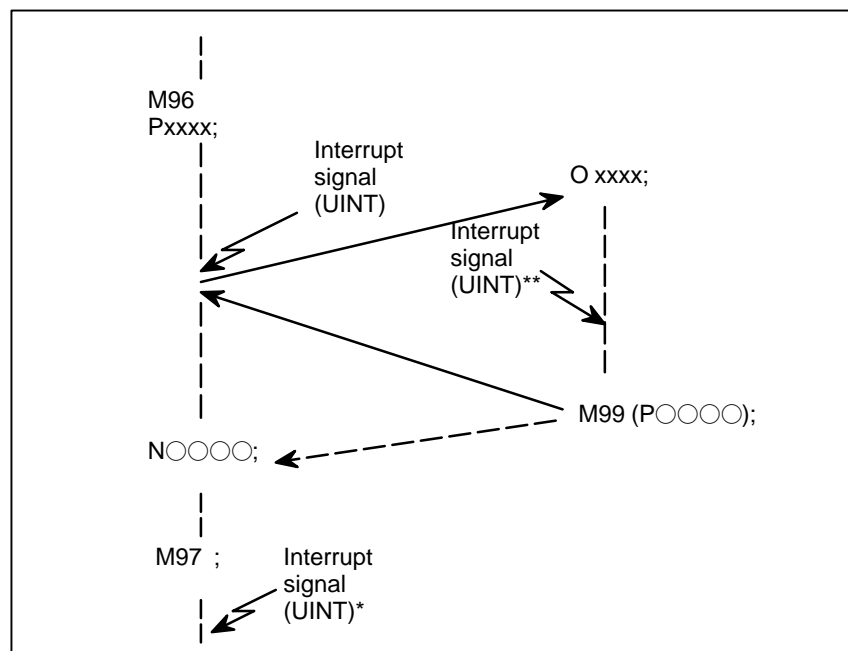 M96
Pxxxx;
Interrupt
signal
(UINT)
O xxxx;
Interrupt
signal
(UINT)**
M99 (P○○○○);
N○○○○;
M97 ;
Interrupt
signal
(UINT)*